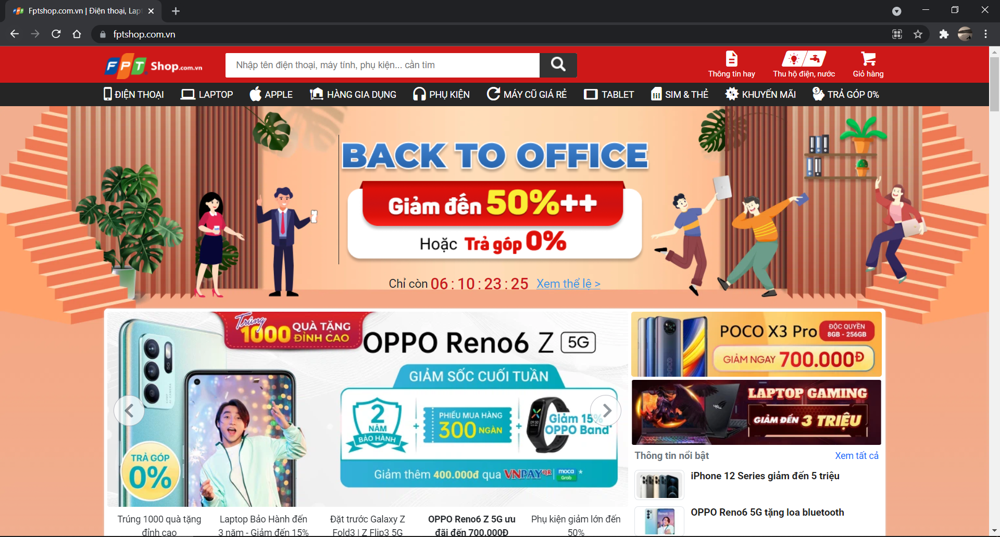 Fptshop.com.vn | Điện thoại, Lap
fptshop.com.vn
FPT Shop.com.vn
Nhập tên điện thoại, máy tính, phụ kiện... cần tìm
Thông tin hay
Thu hộ điện, nước
Giỏ hàng
ĐIỆN THOẠI
LAPTOP
APPLE
HÀNG GIA DỤNG
PHỤ KIỆN
MÁY CŨ GIÁ RẺ
TABLET
SIM & THẺ
KHUYẾN MÃI
TRẢ GÓP 0%
BACK TO OFFICE
Giảm đến 50%++
Hoặc Trả góp 0%
Chỉ còn 06 : 10 : 23 : 25 Xem thể lệ >
Trúng
1000 QUÀ TẶNG
ĐỈNH CAO
OPPO Reno6 Z 5G
GIẢM SỐC CUỐI TUẦN
2
NĂM
BẢO HÀNH
+
PHIẾU MUA HÀNG
300 NGÀN
+
Giảm 15%
OPPO Band*
Giảm thêm 400.000đ qua VNPAYQR moca Grab *
TRẢ GÓP
0%
POCO X3 Pro
ĐỘC QUYỀN
8GB - 256GB
GIẢM NGAY 700.000Đ
LAPTOP GAMING
GIẢM ĐẾN 3 TRIỆU
Thông tin nổi bật
Xem tất cả
iPhone 12 Series giảm đến 5 triệu
OPPO Reno6 5G tặng loa bluetooth
Trúng 1000 quà tặng
đỉnh cao
Laptop Bảo Hành đến
3 năm - Giảm đến 15%
Đặt trước Galaxy Z
Fold3 | Z Flip3 5G
OPPO Reno6 Z 5G ưu
đãi đến 700.000Đ
Phụ kiện giảm lớn đến
50%